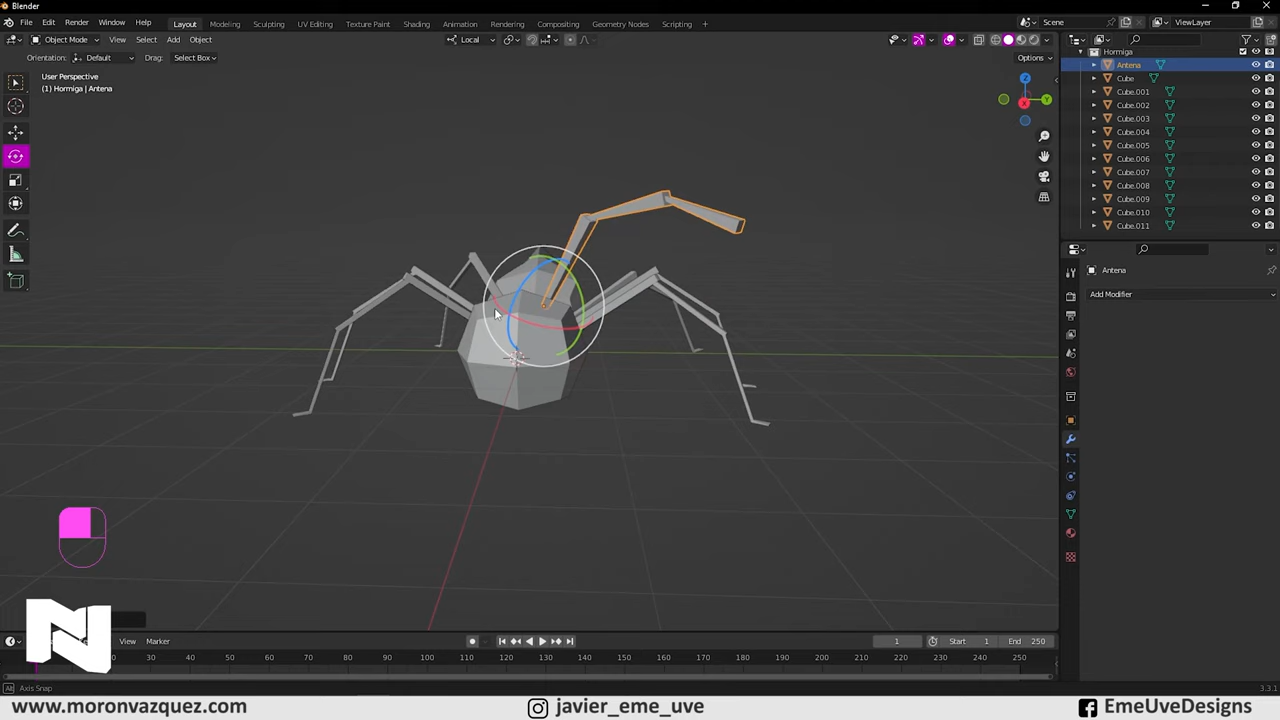 Blender
File Edit Render Window Help
Layout Modeling Sculpting UV Editing Texture Paint Shading Animation Rendering Compositing Geometry Nodes Scripting +
Scene
ViewLayer
Object Mode View Select Add Object
Local
Orientation: Default Drag: Select Box
Options
User Perspective
(1) Hormiga | Antena
X
Y
Z
Hormiga
Antena
Cube
Cube.001
Cube.002
Cube.003
Cube.004
Cube.005
Cube.006
Cube.007
Cube.008
Cube.009
Cube.010
Cube.011
Antena
Add Modifier
View Marker
1 Start 1 End 250
20 30 40 50 60 70 80 90 100 110 120 130 140 150 160 170 180 190 200 210 220 230 240 250
Alt Axis Snap
3.3.1
N
www.moronvazquez.com
javier_eme_uve
EmeUveDesigns